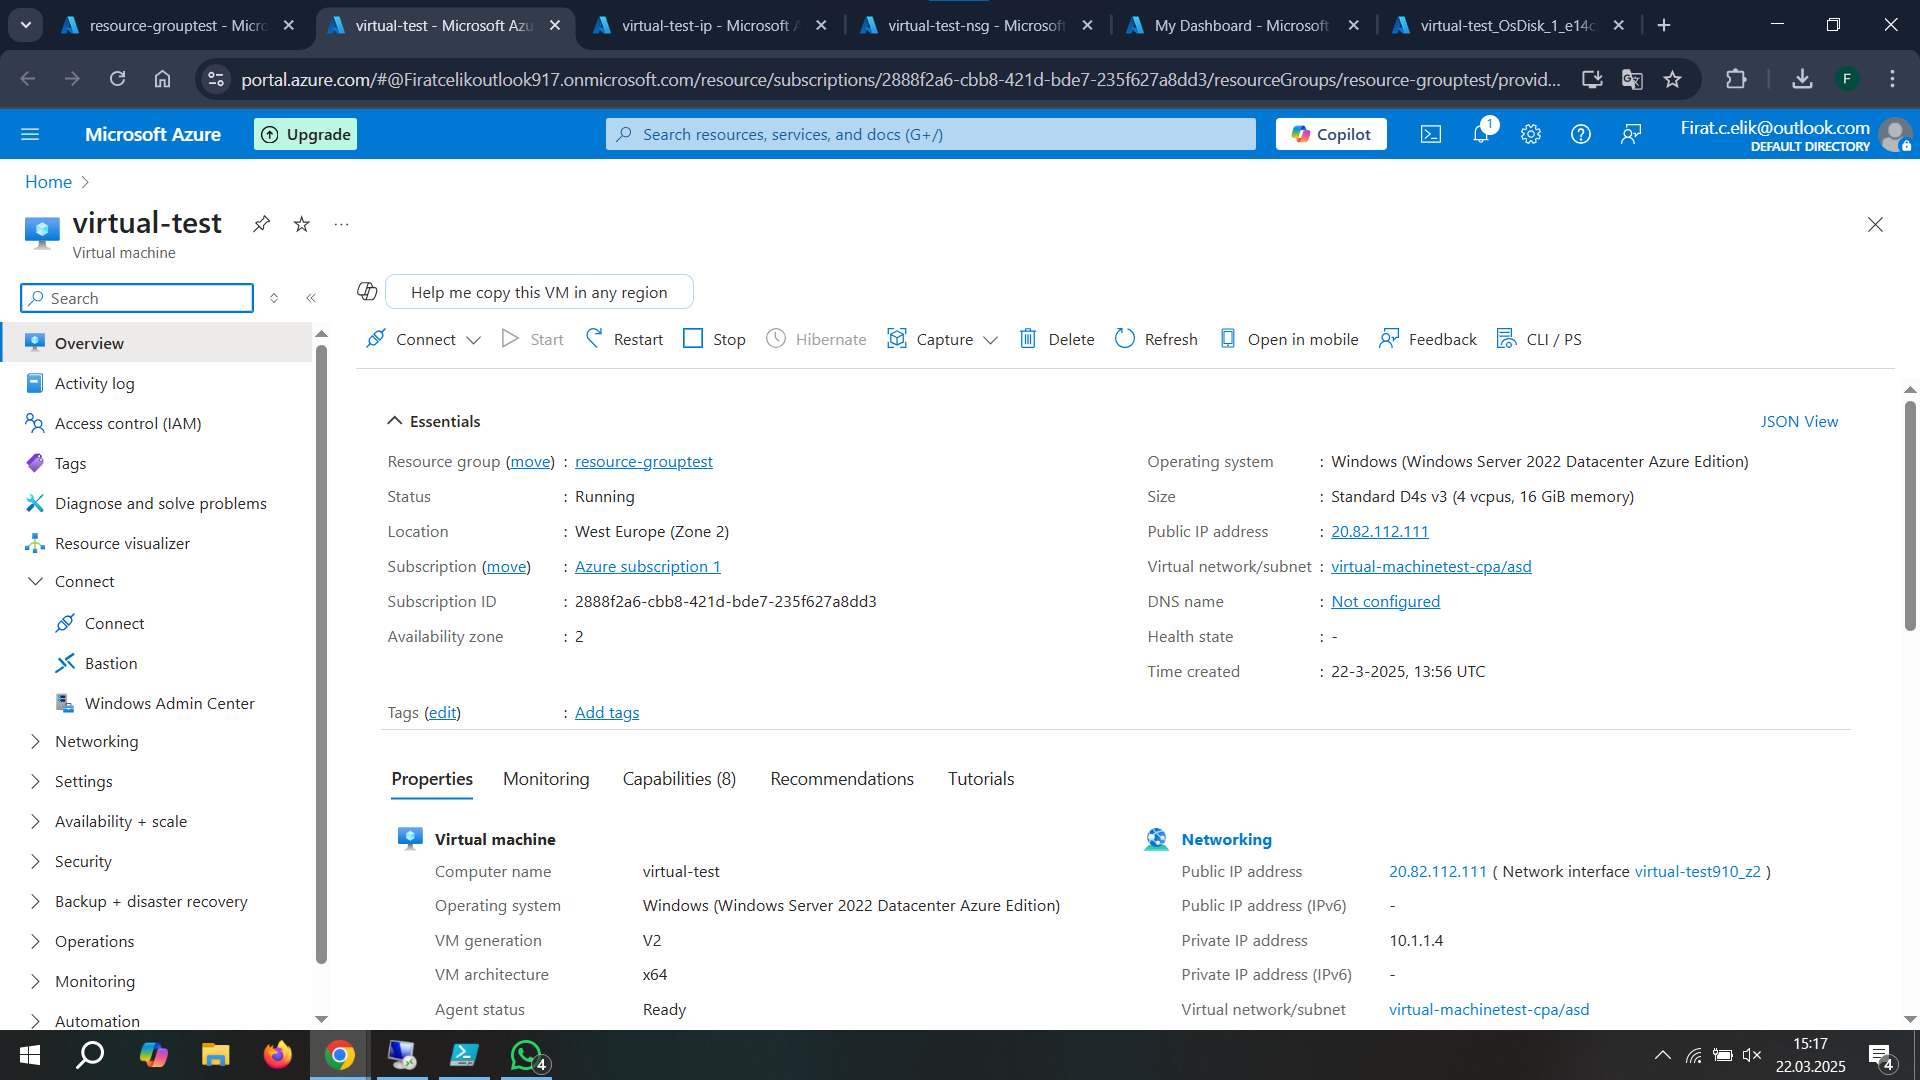 resource-grouptest - Micro
virtual-test - Microsoft Azu
virtual-test-ip - Microsoft A
virtual-test-nsg - Microsoft
My Dashboard - Microsoft
virtual-test_OsDisk_1_e14c
portal.azure.com/#@Firatcelikoutlook917.onmicrosoft.com/resource/subscriptions/2888f2a6-cbb8-421d-bde7-235f627a8dd3/resourceGroups/resource-grouptest/provid...
F
Microsoft Azure
Upgrade
Search resources, services, and docs (G+/)
Copilot
1
Firat.c.elik@outlook.com
DEFAULT DIRECTORY
Home
virtual-test
Virtual machine
Search
Help me copy this VM in any region
Connect
Start
Restart
Stop
Hibernate
Capture
Delete
Refresh
Open in mobile
Feedback
CLI / PS
Overview
Activity log
Access control (IAM)
Tags
Diagnose and solve problems
Resource visualizer
Connect
Connect
Bastion
Windows Admin Center
Networking
Settings
Availability + scale
Security
Backup + disaster recovery
Operations
Monitoring
Automation
Essentials
JSON View
Resource group (move) : resource-grouptest
Status : Running
Location : West Europe (Zone 2)
Subscription (move) : Azure subscription 1
Subscription ID : 2888f2a6-cbb8-421d-bde7-235f627a8dd3
Availability zone : 2
Operating system : Windows (Windows Server 2022 Datacenter Azure Edition)
Size : Standard D4s v3 (4 vcpus, 16 GiB memory)
Public IP address : 20.82.112.111
Virtual network/subnet : virtual-machinetest-cpa/asd
DNS name : Not configured
Health state : -
Time created : 22-3-2025, 13:56 UTC
Tags (edit) : Add tags
Properties
Monitoring
Capabilities (8)
Recommendations
Tutorials
Virtual machine
Computer name virtual-test
Operating system Windows (Windows Server 2022 Datacenter Azure Edition)
VM generation V2
VM architecture x64
Agent status Ready
Networking
Public IP address 20.82.112.111 ( Network interface virtual-test910_z2 )
Public IP address (IPv6) -
Private IP address 10.1.1.4
Private IP address (IPv6) -
Virtual network/subnet virtual-machinetest-cpa/asd
4
15:17
22.03.2025
4